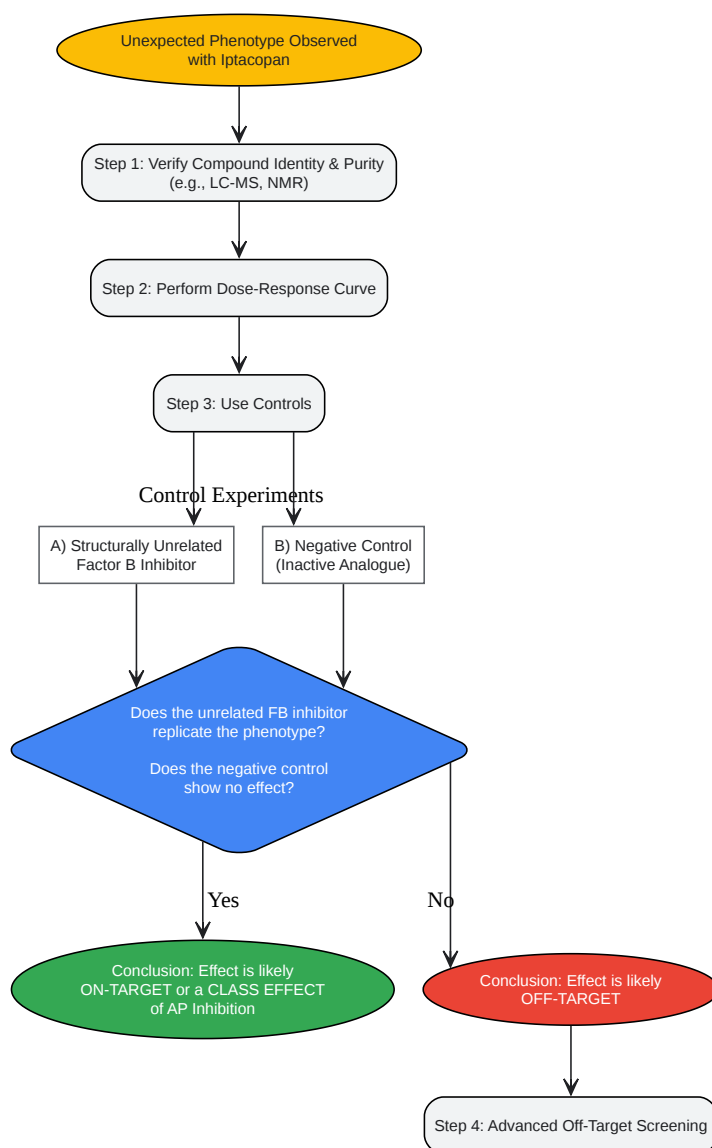 Unexpected Phenotype Observed
with Iptacopan
Step 1: Verify Compound Identity & Purity
(e.g., LC-MS, NMR)
Step 2: Perform Dose-Response Curve
Step 3: Use Controls
Control Experiments
A) Structurally Unrelated
Factor B Inhibitor
B) Negative Control
(Inactive Analogue)
Does the unrelated FB inhibitor
replicate the phenotype?
Does the negative control
show no effect?
Yes
No
Conclusion: Effect is likely
ON-TARGET or a CLASS EFFECT
of AP Inhibition
Conclusion: Effect is likely
OFF-TARGET
Step 4: Advanced Off-Target Screening